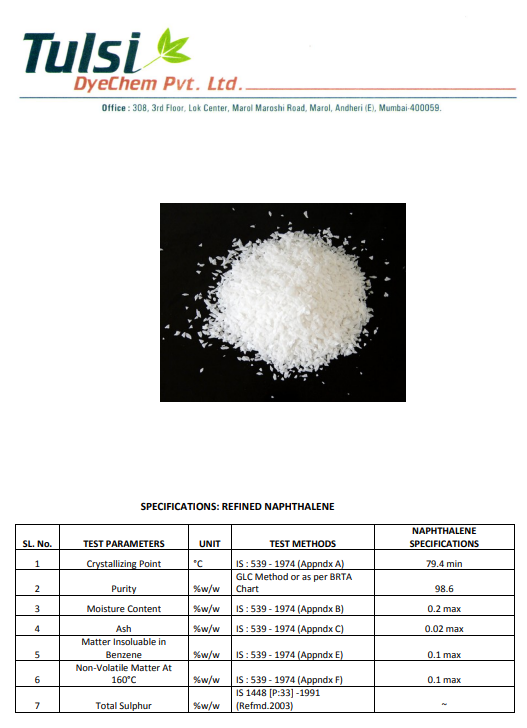 Tulsi
DyeChem Pvt. Ltd.
Office : 308, 3rd Floor, Lok Center, Marol Maroshi Road, Marol, Andheri (E), Mumbai-400059.
SPECIFICATIONS: REFINED NAPHTHALENE
SL. No. TEST PARAMETERS UNIT TEST METHODS NAPHTHALENE SPECIFICATIONS
1 Crystallizing Point °C IS : 539 - 1974 (Appndx A) 79.4 min
2 Purity %w/w GLC Method or as per BRTA Chart 98.6
3 Moisture Content %w/w IS : 539 - 1974 (Appndx B) 0.2 max
4 Ash %w/w IS : 539 - 1974 (Appndx C) 0.02 max
5 Matter Insoluable in Benzene %w/w IS : 539 - 1974 (Appndx E) 0.1 max
6 Non-Volatile Matter At 160°C %w/w IS : 539 - 1974 (Appndx F) 0.1 max
7 Total Sulphur %w/w IS 1448 [P:33] -1991 (Refmd.2003) ~